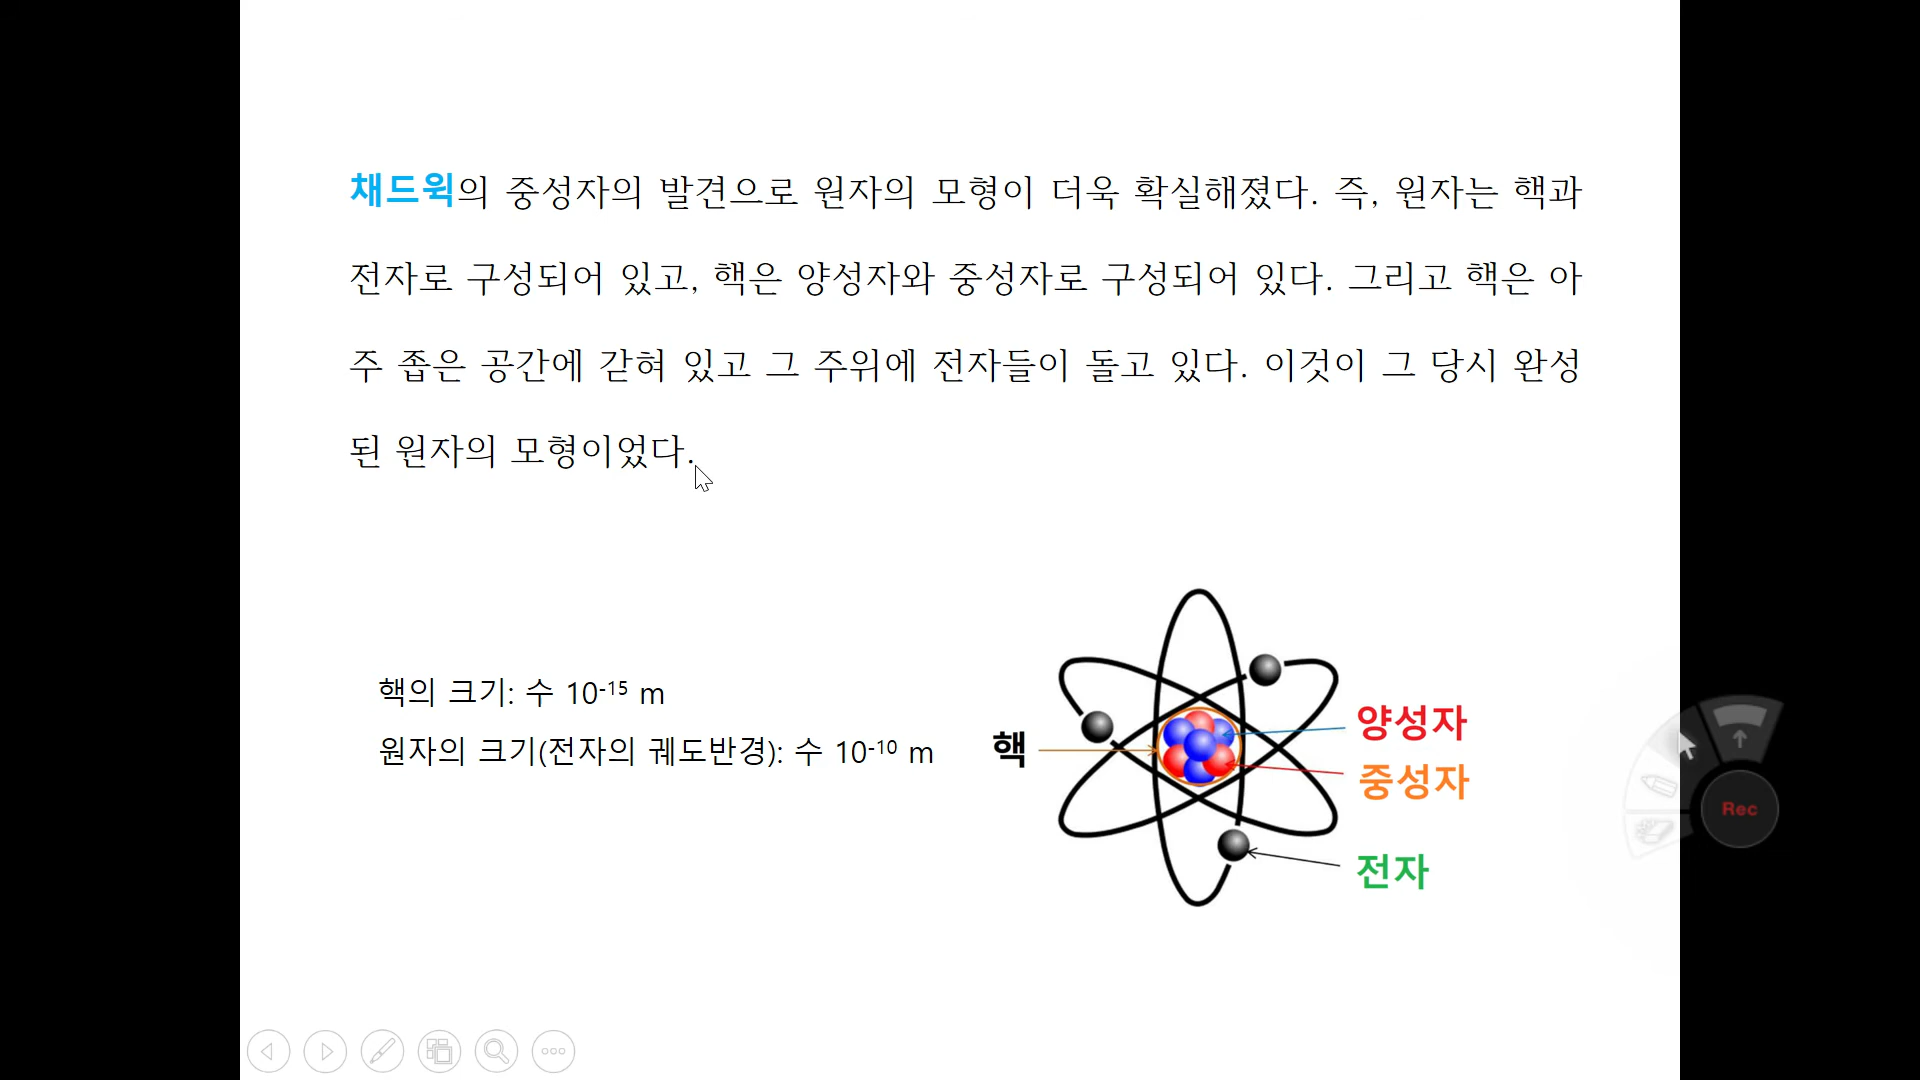 채드윅의 중성자의 발견으로 원자의 모형이 더욱 확실해졌다. 즉, 원자는 핵과
전자로 구성되어 있고, 핵은 양성자와 중성자로 구성되어 있다. 그리고 핵은 아
주 좁은 공간에 갇혀 있고 그 주위에 전자들이 돌고 있다. 이것이 그 당시 완성
된 원자의 모형이었다.
핵의 크기: 수 10⁻¹⁵ m
원자의 크기(전자의 궤도반경): 수 10⁻¹⁰ m
핵
양성자
중성자
전자
Rec